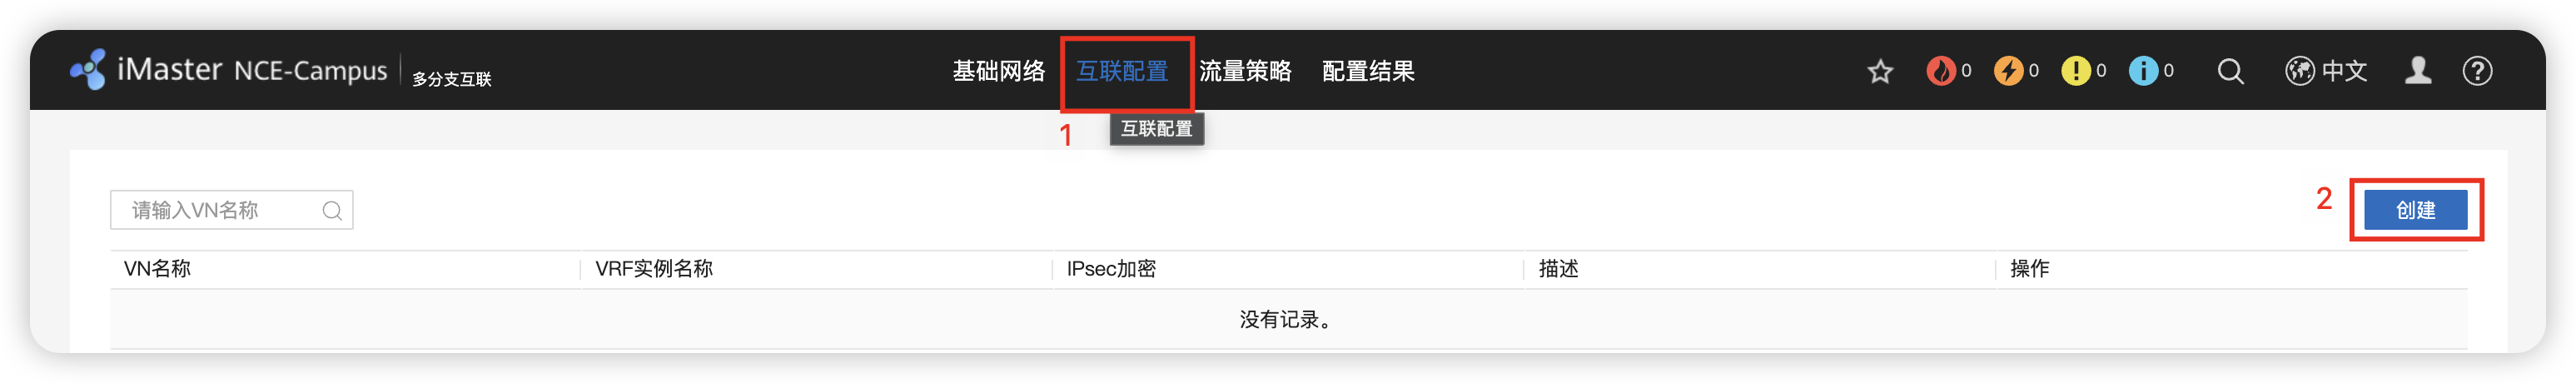 iMaster NCE-Campus 多分支互联 基础网络 互联配置 流量策略 配置结果 0 0 0 0 中文
1 互联配置
请输入VN名称 2 创建
VN名称 VRF实例名称 IPsec加密 描述 操作
没有记录。